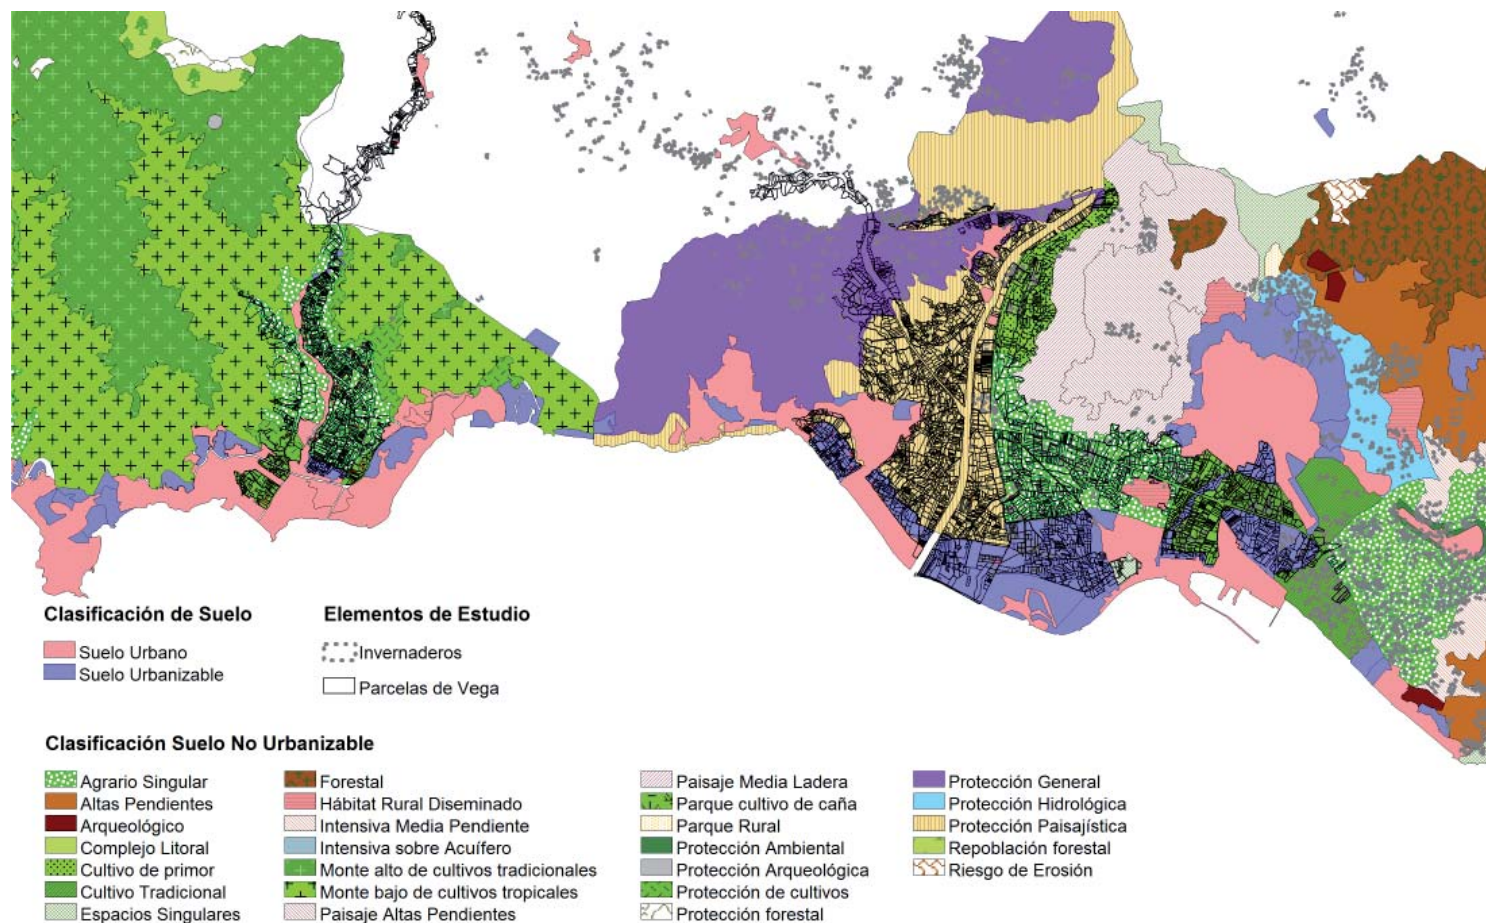 Clasificación de Suelo
Suelo Urbano
Suelo Urbanizable
Elementos de Estudio
Invernaderos
Parcelas de Vega
Clasificación Suelo No Urbanizable
Agrario Singular
Altas Pendientes
Arqueológico
Complejo Litoral
Cultivo de primor
Cultivo Tradicional
Espacios Singulares
Forestal
Hábitat Rural Diseminado
Intensiva Media Pendiente
Intensiva sobre Acuífero
Monte alto de cultivos tradicionales
Monte bajo de cultivos tropicales
Paisaje Altas Pendientes
Paisaje Media Ladera
Parque cultivo de caña
Parque Rural
Protección Ambiental
Protección Arqueológica
Protección de cultivos
Protección forestal
Protección General
Protección Hidrológica
Protección Paisajística
Repoblación forestal
Riesgo de Erosión